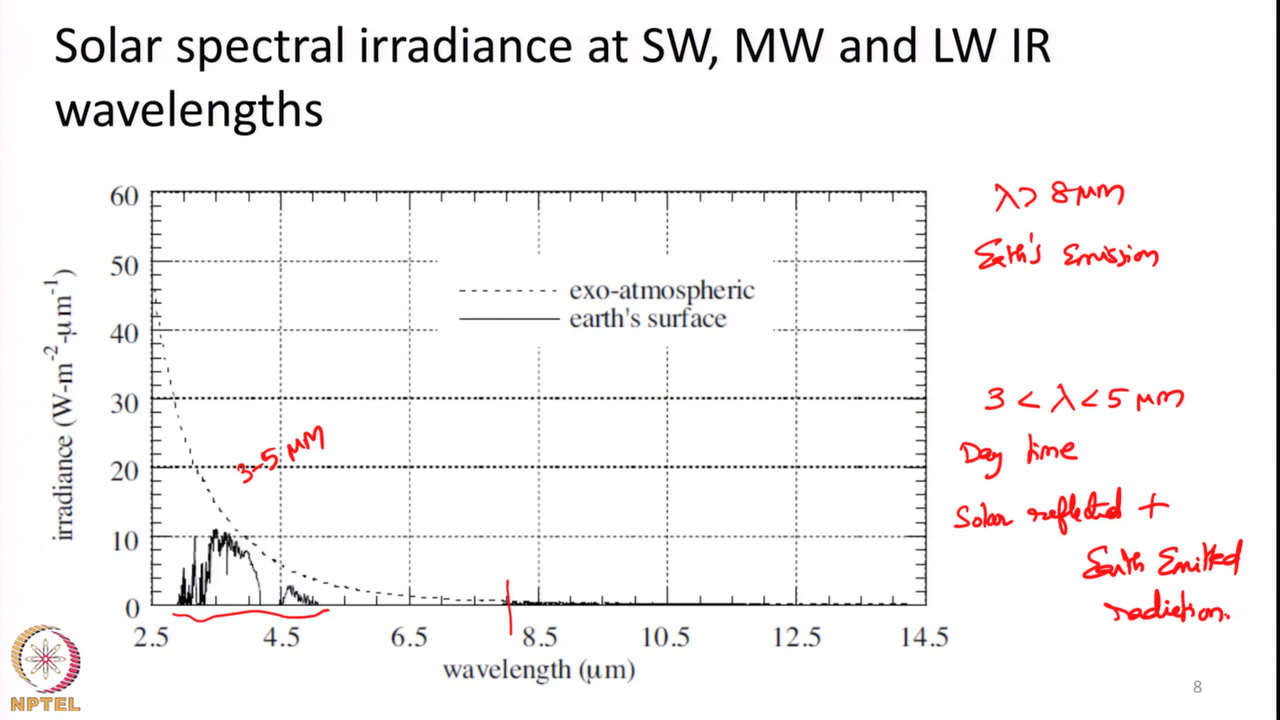 Solar spectral irradiance at SW, MW and LW IR
wavelengths
60
50
40
30
20
10
0
irradiance (W-m⁻²-μm⁻¹)
exo-atmospheric
earth's surface
3-5 μm
2.5 4.5 6.5 8.5 10.5 12.5 14.5
wavelength (μm)
λ> 8μm
Earth's Emission
3 < λ < 5 μm
Day time
Solar reflected +
Earth Emitted
radiation.
NPTEL
8